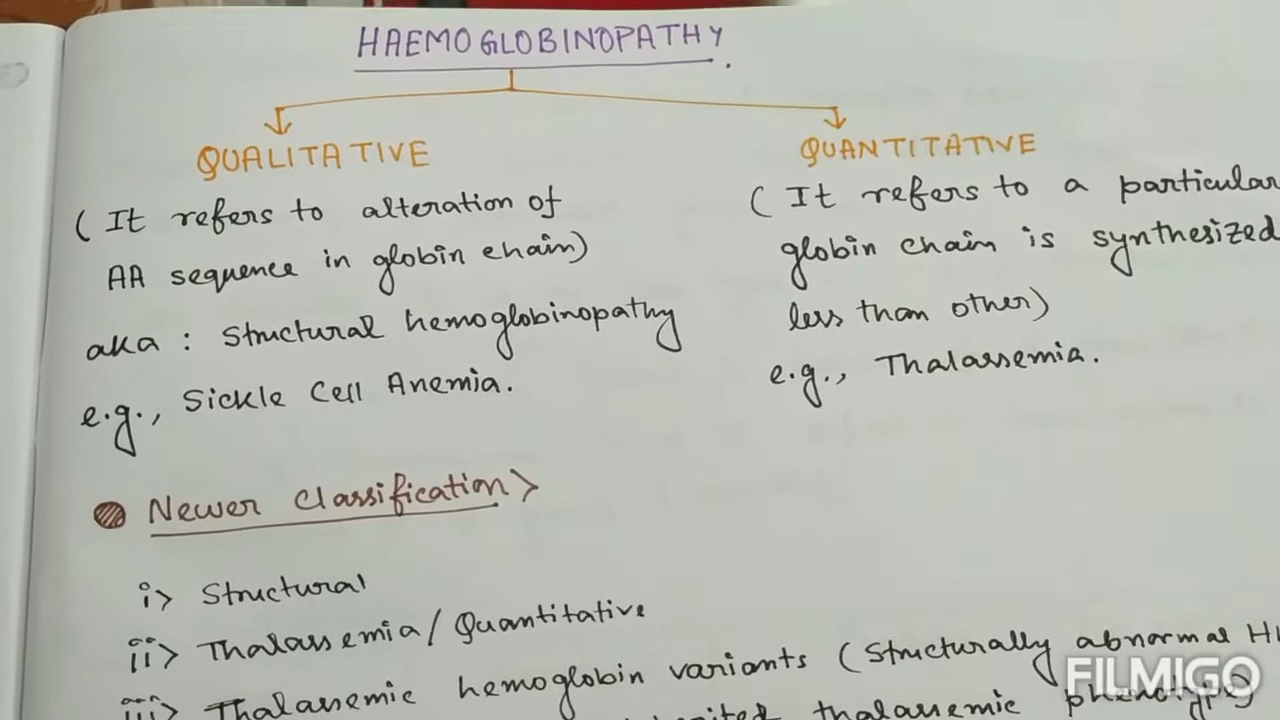 HAEMOGLOBINOPATHY.
QUALITATIVE
(It refers to alteration of
AA sequence in globin chain)
aka : Structural hemoglobinopathy
e.g., Sickle Cell Anemia.
QUANTITATIVE
(It refers to a particular
globin chain is synthesized
less than other)
e.g., Thalassemia.
Newer Classification>
i> Structural
ii> Thalassemia/Quantitative
iii> Thalassemic hemoglobin variants (Structurally abnormal
thalassemic phenotype)
FILMIGO